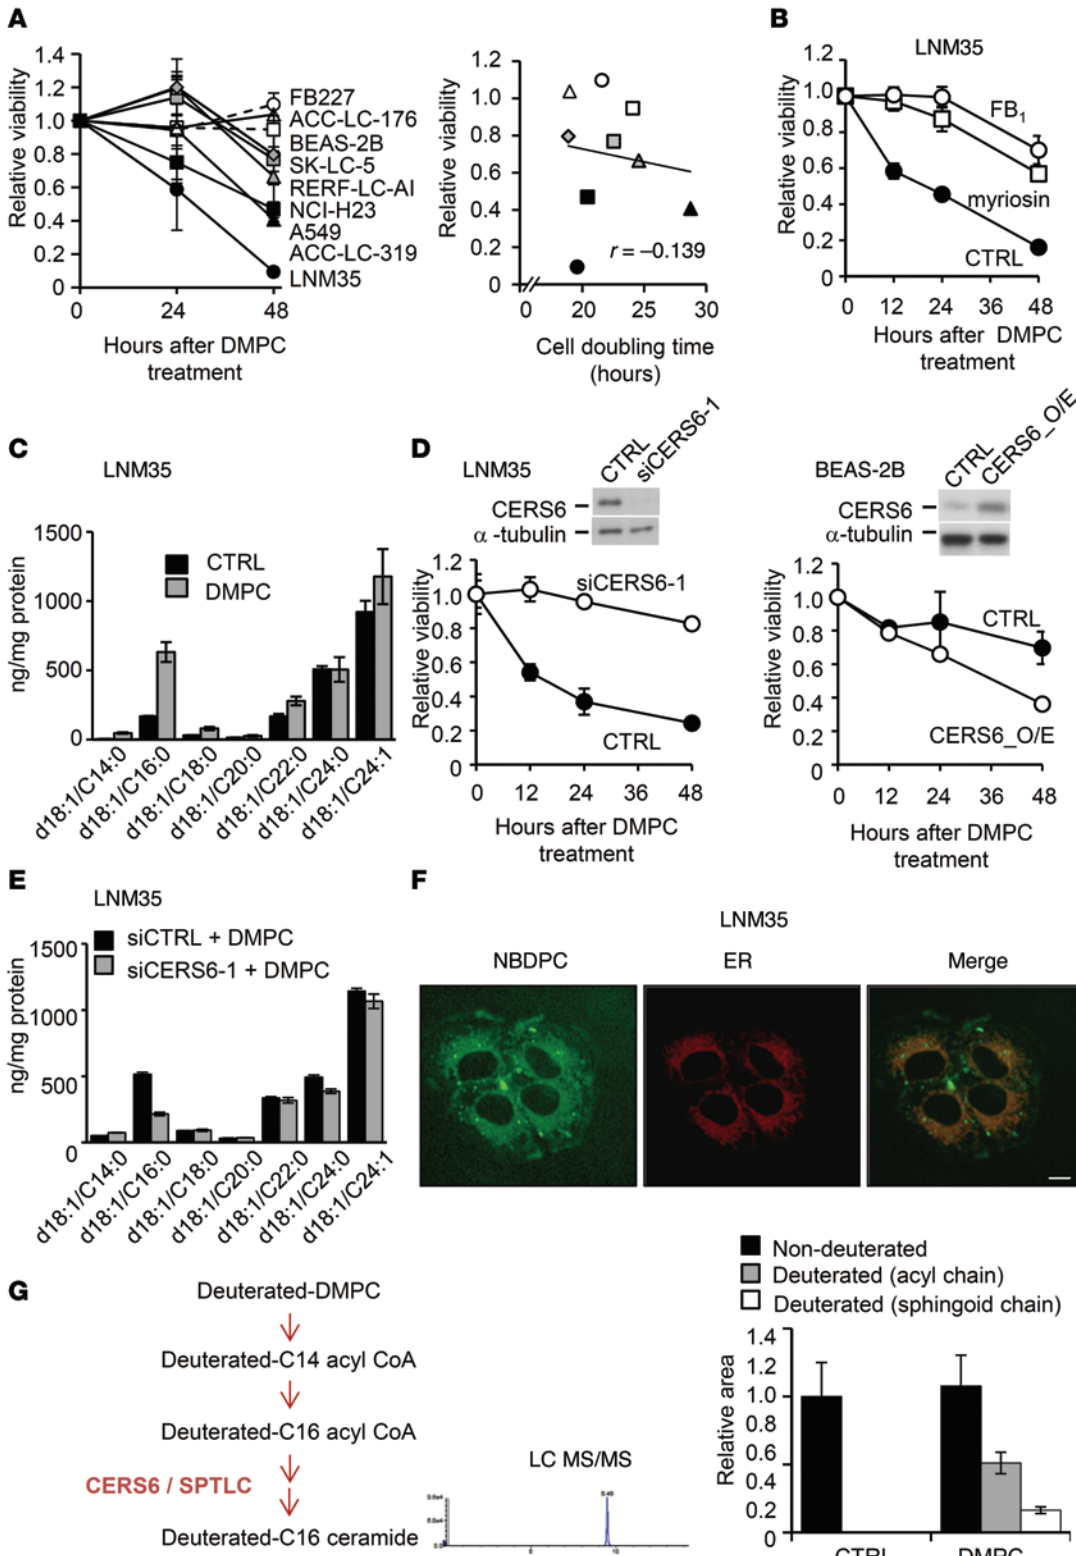 A
1.4
1.2
1.0
0.8
0.6
0.4
0.2
0
Relative viability
0 24 48
Hours after DMPC
treatment
FB227
ACC-LC-176
BEAS-2B
SK-LC-5
RERF-LC-AI
NCI-H23
A549
ACC-LC-319
LNM35
1.2
1.0
0.8
0.6
0.4
0.2
0
Relative viability
r = –0.139
0 20 25 30
Cell doubling time
(hours)
B
LNM35
1.2
1.0
0.8
0.6
0.4
0.2
0
Relative viability
FB1
myriosin
CTRL
0 12 24 36 48
Hours after DMPC
treatment
C
LNM35
1500
1000
500
0
ng/mg protein
CTRL
DMPC
d18:1/C14:0
d18:1/C16:0
d18:1/C18:0
d18:1/C20:0
d18:1/C22:0
d18:1/C24:0
d18:1/C24:1
D
LNM35
CTRL
siCERS6-1
CERS6
α -tubulin
1.2
1.0
0.8
0.6
0.4
0.2
0
Relative viability
siCERS6-1
CTRL
0 12 24 36 48
Hours after DMPC
treatment
BEAS-2B
CTRL
CERS6_O/E
CERS6
α-tubulin
1.2
1.0
0.8
0.6
0.4
0.2
0
Relative viability
CTRL
CERS6_O/E
0 12 24 36 48
Hours after DMPC
treatment
E
LNM35
1500
1000
500
0
ng/mg protein
siCTRL + DMPC
siCERS6-1 + DMPC
d18:1/C14:0
d18:1/C16:0
d18:1/C18:0
d18:1/C20:0
d18:1/C22:0
d18:1/C24:0
d18:1/C24:1
F
LNM35
NBDPC ER Merge
G
Deuterated-DMPC
Deuterated-C14 acyl CoA
Deuterated-C16 acyl CoA
CERS6 / SPTLC
Deuterated-C16 ceramide
LC MS/MS
0.0
5
10
Non-deuterated
Deuterated (acyl chain)
Deuterated (sphingoid chain)
1.4
1.0
0.6
0.2
0
Relative area
CTRL DMPC